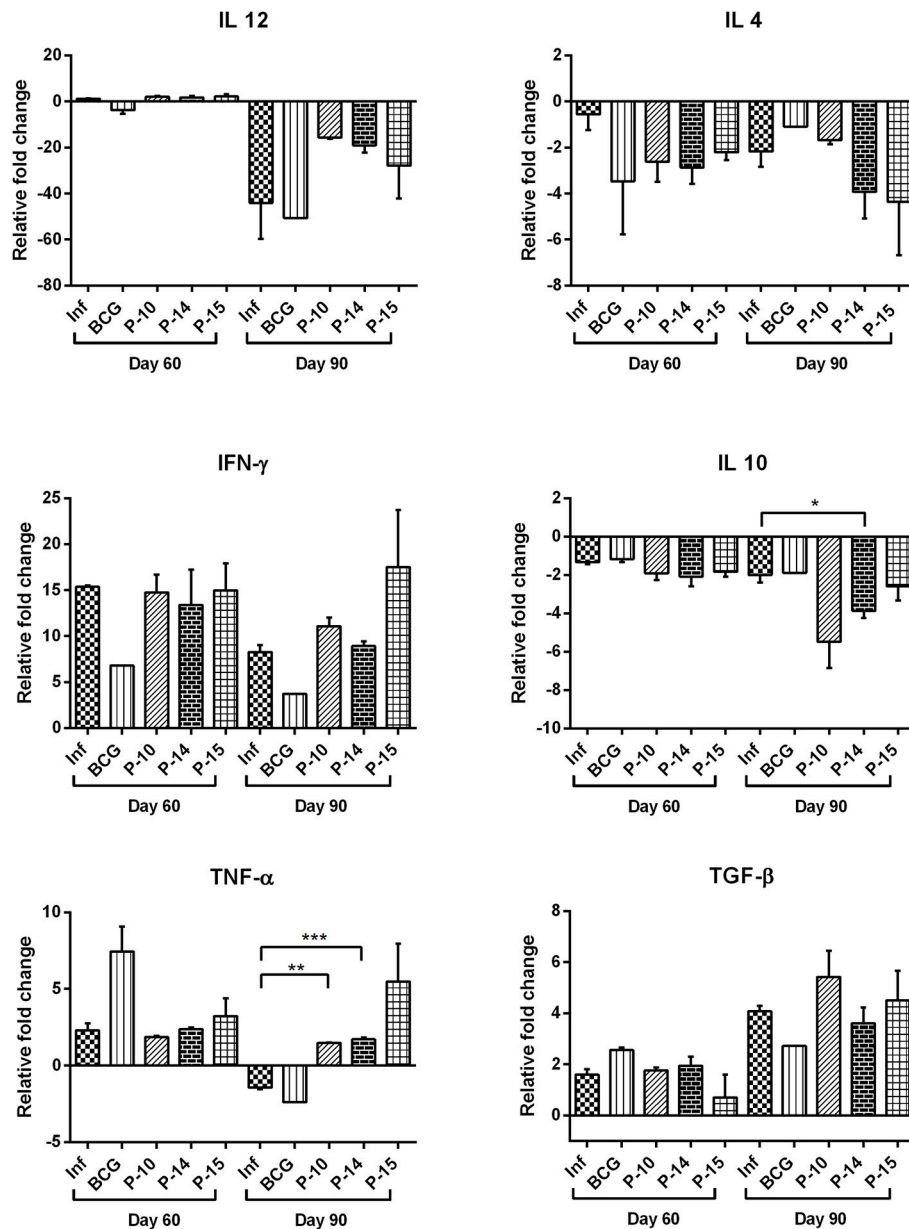 IL 12
Relative fold change
20
0
-20
-40
-60
-80
Inf
BCG
P-10
P-14
P-15
Inf
BCG
P-10
P-14
P-15
Day 60
Day 90
IL 4
Relative fold change
2
0
-2
-4
-6
-8
Inf
BCG
P-10
P-14
P-15
Inf
BCG
P-10
P-14
P-15
Day 60
Day 90
IFN-γ
Relative fold change
25
20
15
10
5
0
Inf
BCG
P-10
P-14
P-15
Inf
BCG
P-10
P-14
P-15
Day 60
Day 90
IL 10
Relative fold change
2
0
-2
-4
-6
-8
-10
*
Inf
BCG
P-10
P-14
P-15
Inf
BCG
P-10
P-14
P-15
Day 60
Day 90
TNF-α
Relative fold change
10
5
0
-5
***
**
Inf
BCG
P-10
P-14
P-15
Inf
BCG
P-10
P-14
P-15
Day 60
Day 90
TGF-β
Relative fold change
8
6
4
2
0
Inf
BCG
P-10
P-14
P-15
Inf
BCG
P-10
P-14
P-15
Day 60
Day 90